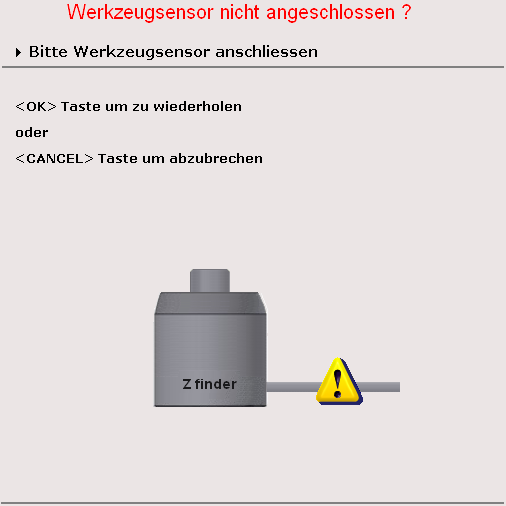 Werkzeugsensor nicht angeschlossen ?
Bitte Werkzeugsensor anschliessen
<OK> Taste um zu wiederholen
oder
<CANCEL> Taste um abzubrechen
Z finder